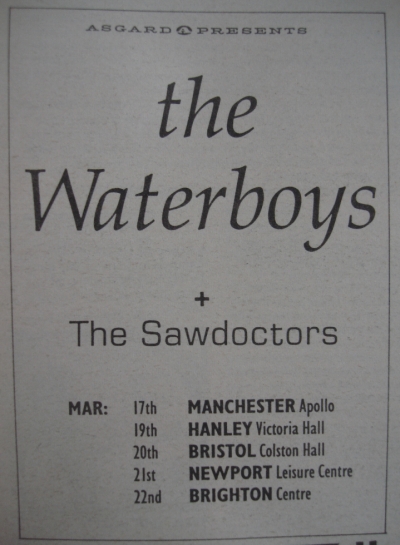 ASGARD PRESENTS
the
Waterboys
+
The Sawdoctors
MAR: 17th MANCHESTER Apollo
19th HANLEY Victoria Hall
20th BRISTOL Colston Hall
21st NEWPORT Leisure Centre
22nd BRIGHTON Centre